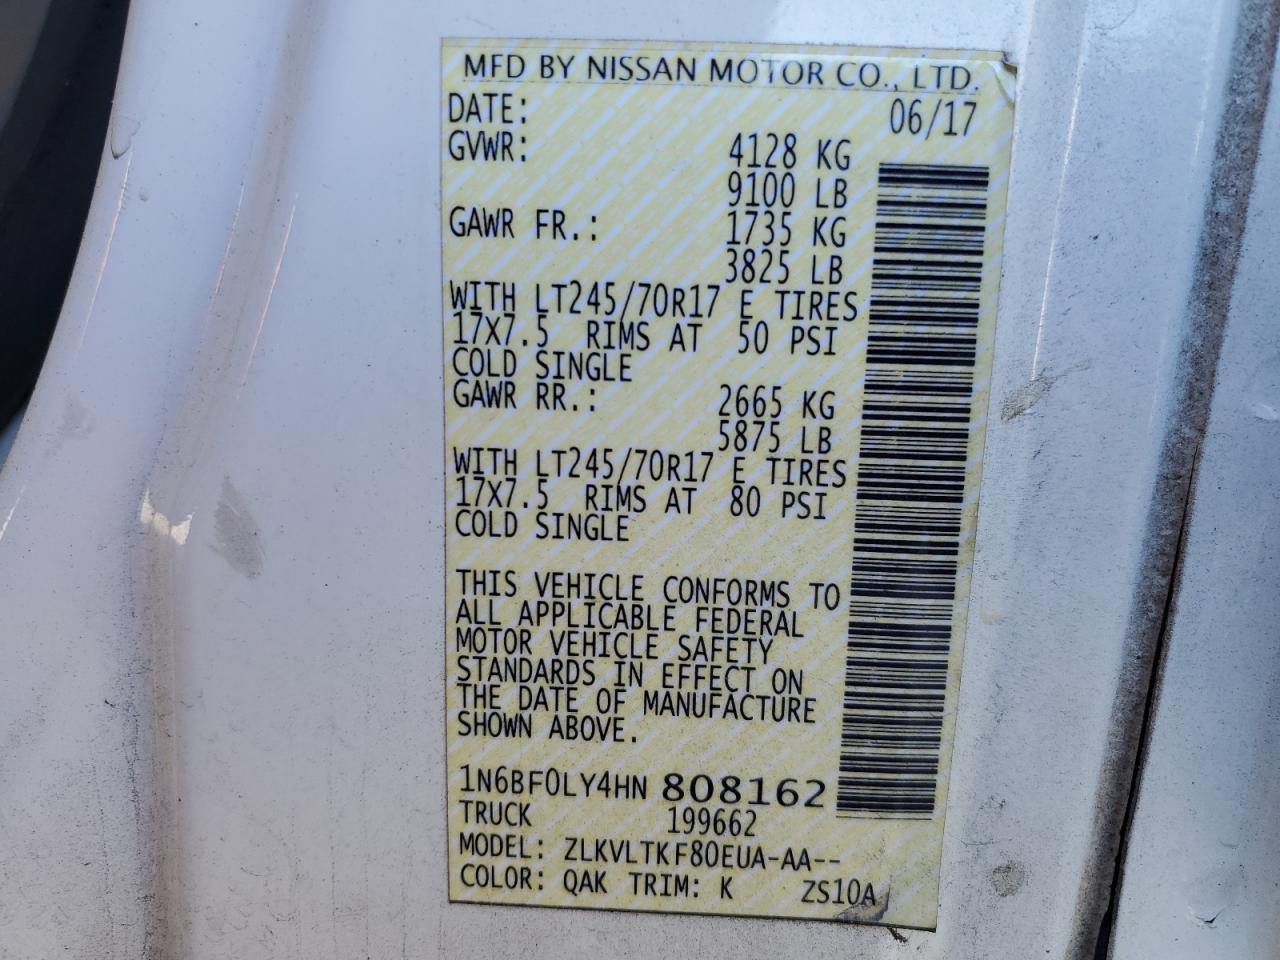 MFD BY NISSAN MOTOR CO., LTD.
DATE: 06/17
GVWR: 4128 KG
9100 LB
GAWR FR.: 1735 KG
3825 LB
WITH LT245/70R17 E TIRES
17X7.5 RIMS AT 50 PSI
COLD SINGLE
GAWR RR.: 2665 KG
5875 LB
WITH LT245/70R17 E TIRES
17X7.5 RIMS AT 80 PSI
COLD SINGLE
THIS VEHICLE CONFORMS TO
ALL APPLICABLE FEDERAL
MOTOR VEHICLE SAFETY
STANDARDS IN EFFECT ON
THE DATE OF MANUFACTURE
SHOWN ABOVE.
1N6BF0LY4HN 808162
TRUCK 199662
MODEL: ZLKVLTKF80EUA-AA--
COLOR: QAK TRIM: K ZS10A